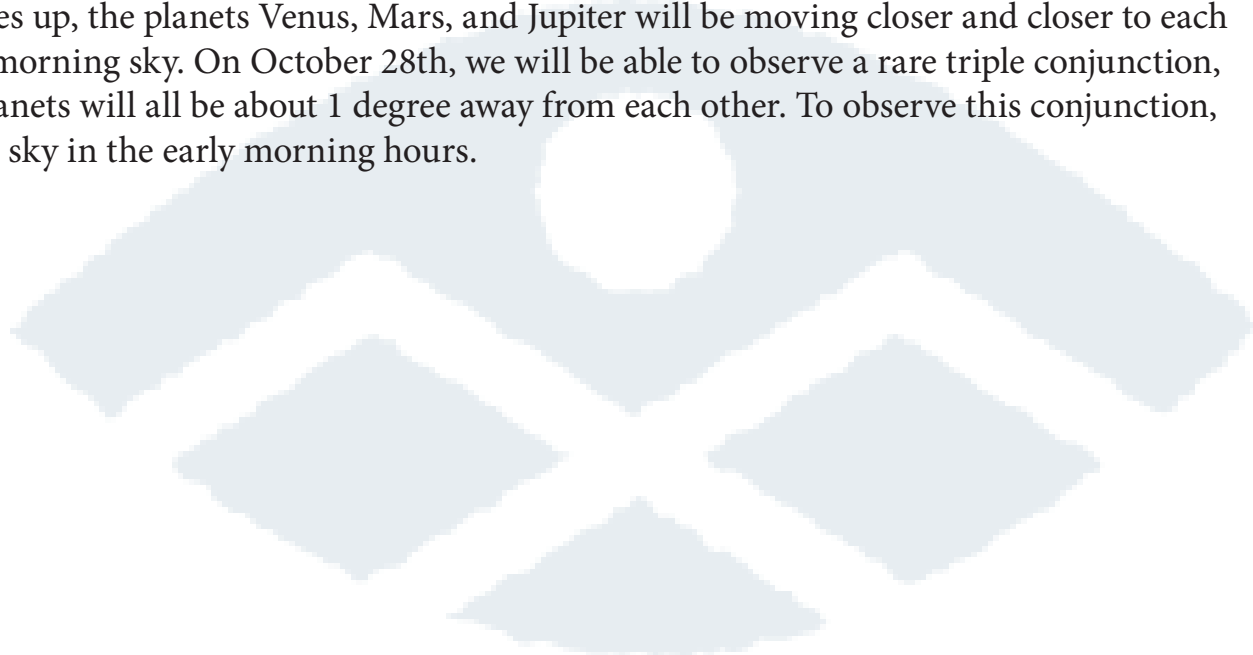 es up, the planets Venus, Mars, and Jupiter will be moving closer and closer to each
morning sky. On October 28th, we will be able to observe a rare triple conjunction,
anets will all be about 1 degree away from each other. To observe this conjunction,
sky in the early morning hours.